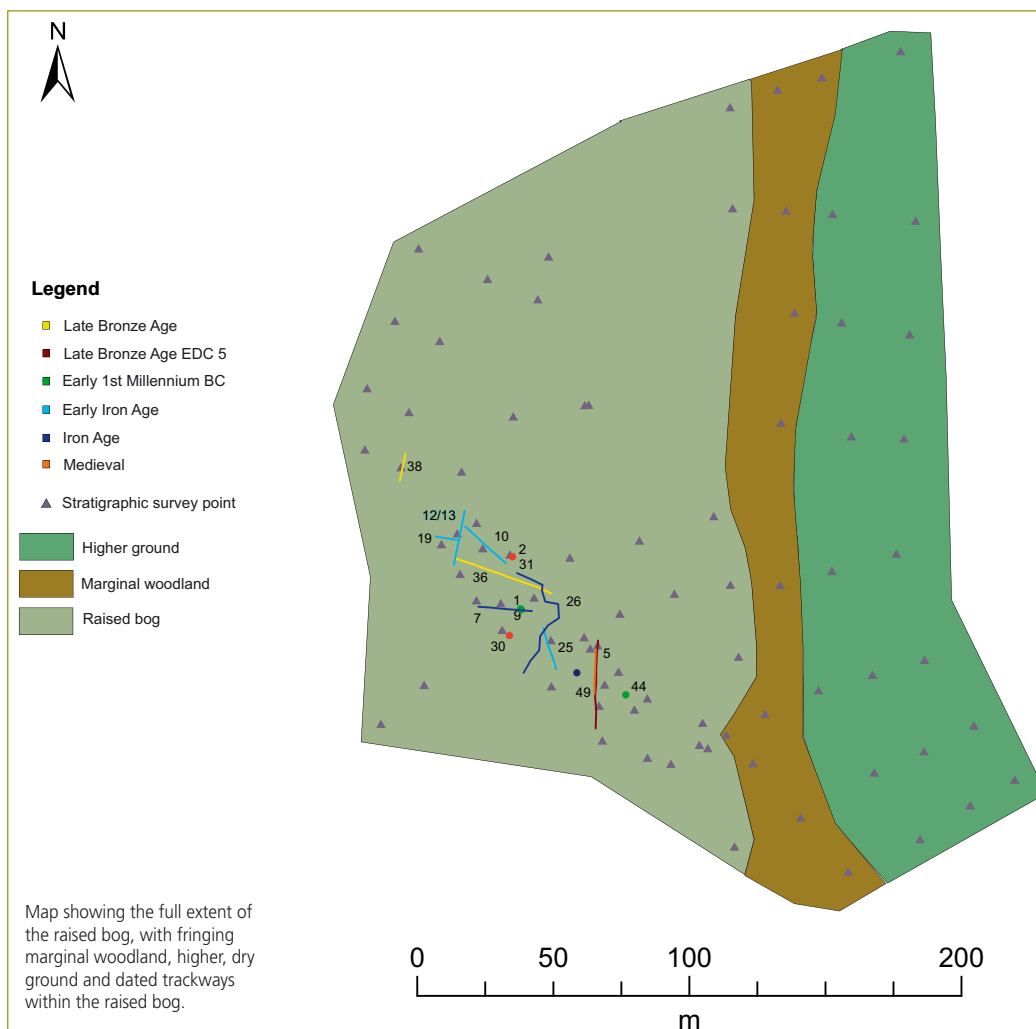 N
Legend
Late Bronze Age
Late Bronze Age EDC 5
Early 1st Millennium BC
Early Iron Age
Iron Age
Medieval
Stratigraphic survey point
Higher ground
Marginal woodland
Raised bog
38
12/13
19
10
2
31
36
1
26
7
9
30
25
5
49
44
Map showing the full extent of
the raised bog, with fringing
marginal woodland, higher, dry
ground and dated trackways
within the raised bog.
0 50 100 200
m